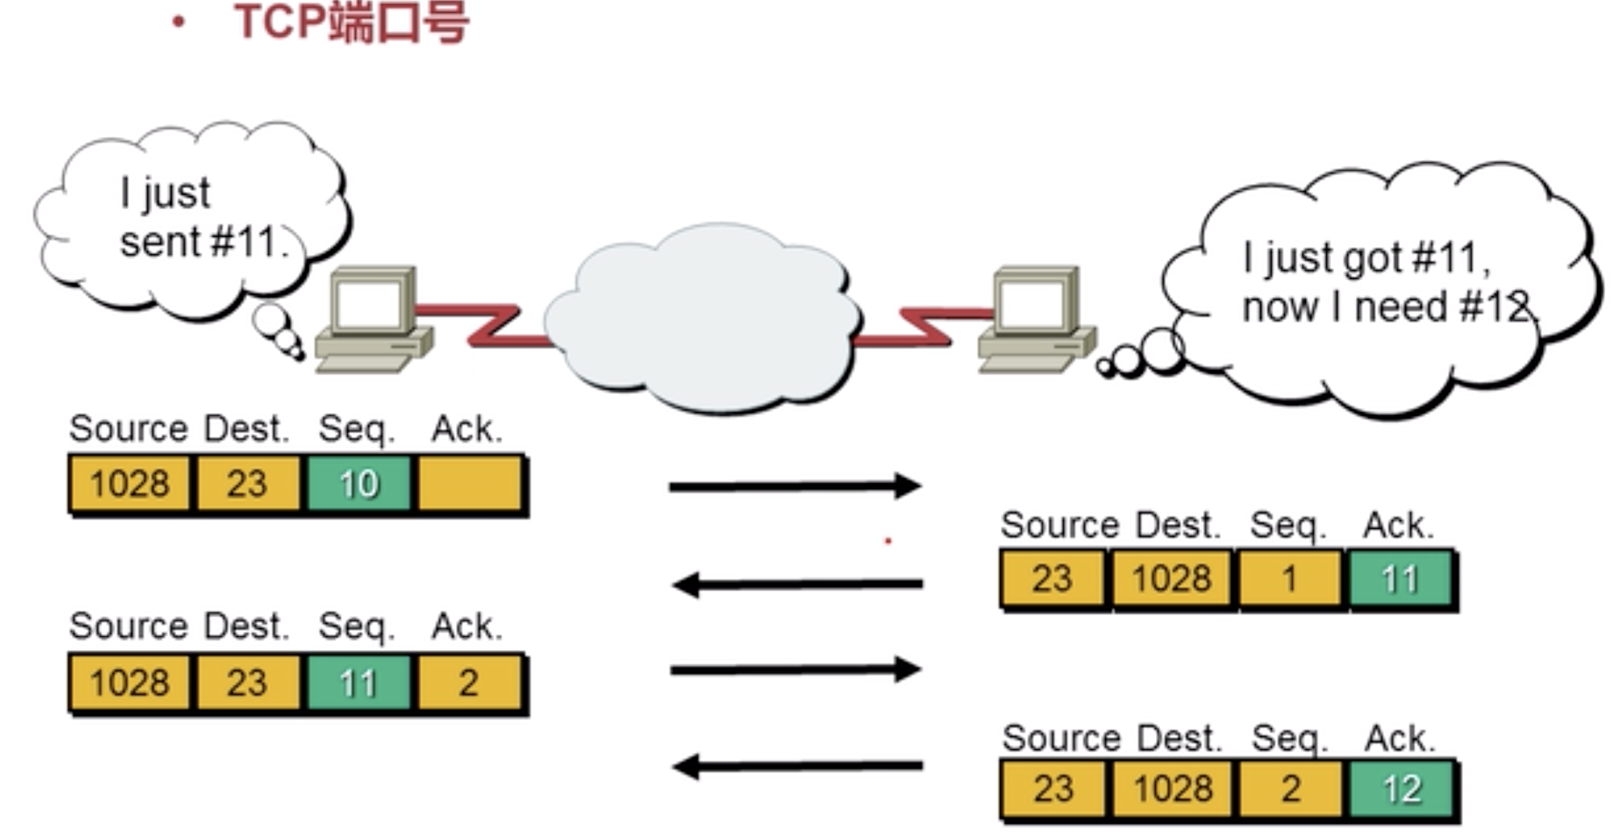 • TCP端口号
I just
sent #11.
I just got #11,
now I need #12.
Source Dest. Seq. Ack.
1028 23 10
Source Dest. Seq. Ack.
23 1028 1 11
Source Dest. Seq. Ack.
1028 23 11 2
Source Dest. Seq. Ack.
23 1028 2 12